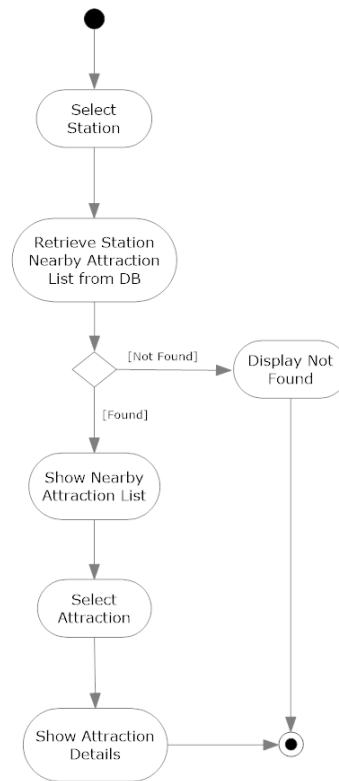 Select
Station
Retrieve Station
Nearby Attraction
List from DB
[Not Found]
Display Not
Found
[Found]
Show Nearby
Attraction List
Select
Attraction
Show Attraction
Details